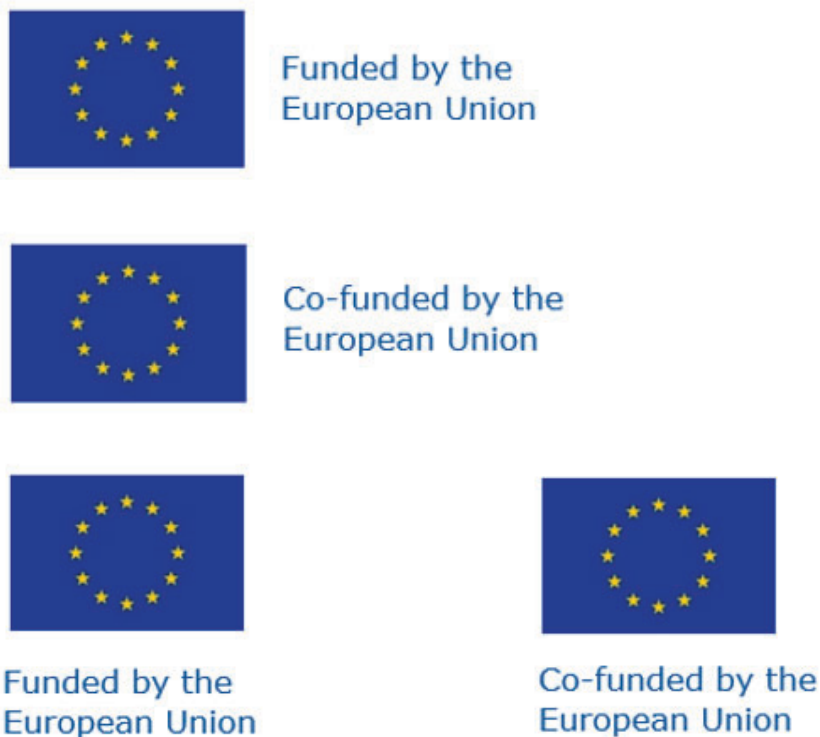 Funded by the
European Union
Co-funded by the
European Union
Funded by the
European Union
Co-funded by the
European Union